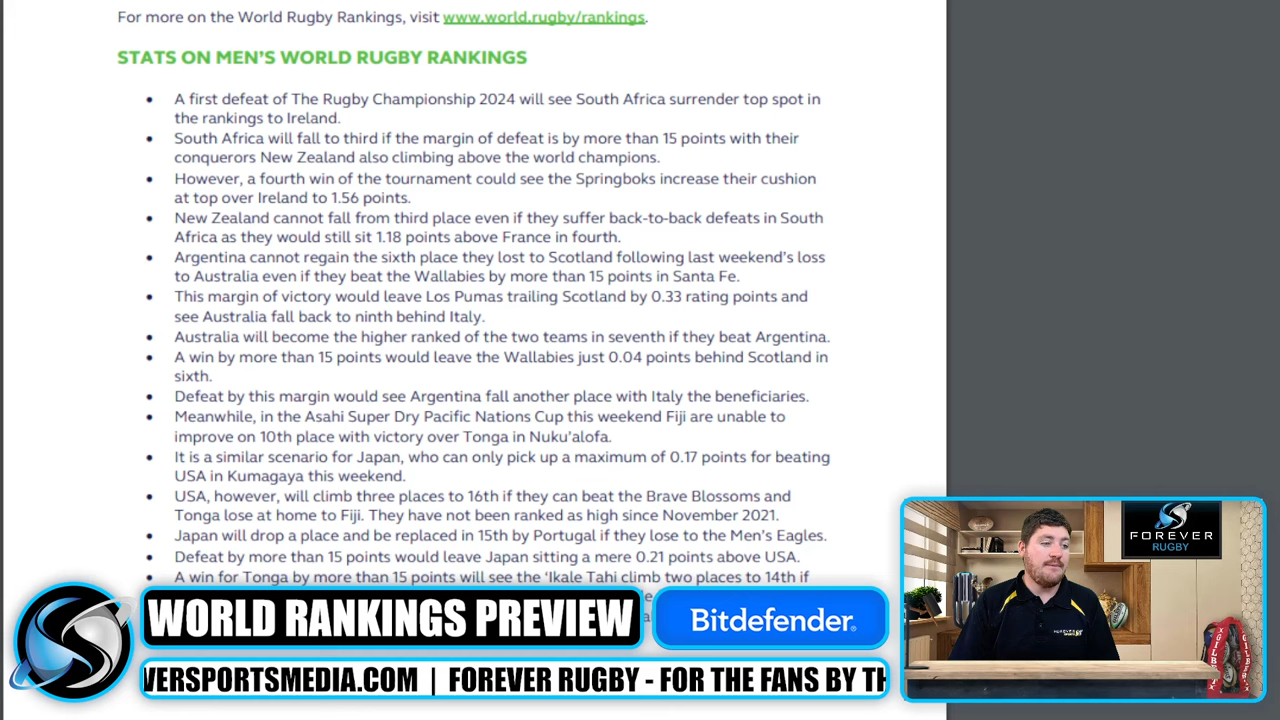 For more on the World Rugby Rankings, visit www.world.rugby/rankings.
STATS ON MEN'S WORLD RUGBY RANKINGS
• A first defeat of The Rugby Championship 2024 will see South Africa surrender top spot in
the rankings to Ireland.
• South Africa will fall to third if the margin of defeat is by more than 15 points with their
conquerors New Zealand also climbing above the world champions.
• However, a fourth win of the tournament could see the Springboks increase their cushion
at top over Ireland to 1.56 points.
• New Zealand cannot fall from third place even if they suffer back-to-back defeats in South
Africa as they would still sit 1.18 points above France in fourth.
• Argentina cannot regain the sixth place they lost to Scotland following last weekend's loss
to Australia even if they beat the Wallabies by more than 15 points in Santa Fe.
• This margin of victory would leave Los Pumas trailing Scotland by 0.33 rating points and
see Australia fall back to ninth behind Italy.
• Australia will become the higher ranked of the two teams in seventh if they beat Argentina.
• A win by more than 15 points would leave the Wallabies just 0.04 points behind Scotland in
sixth.
• Defeat by this margin would see Argentina fall another place with Italy the beneficiaries.
• Meanwhile, in the Asahi Super Dry Pacific Nations Cup this weekend Fiji are unable to
improve on 10th place with victory over Tonga in Nuku'alofa.
• It is a similar scenario for Japan, who can only pick up a maximum of 0.17 points for beating
USA in Kumagaya this weekend.
• USA, however, will climb three places to 16th if they can beat the Brave Blossoms and
Tonga lose at home to Fiji. They have not been ranked as high since November 2021.
• Japan will drop a place and be replaced in 15th by Portugal if they lose to the Men's Eagles.
• Defeat by more than 15 points would leave Japan sitting a mere 0.21 points above USA.
• A win for Tonga by more than 15 points will see the 'Ikale Tahi climb two places to 14th if
FOREVER
RUGBY
WORLD RANKINGS PREVIEW
Bitdefender.
VERSPORTSMEDIA.COM | FOREVER RUGBY - FOR THE FANS BY TH